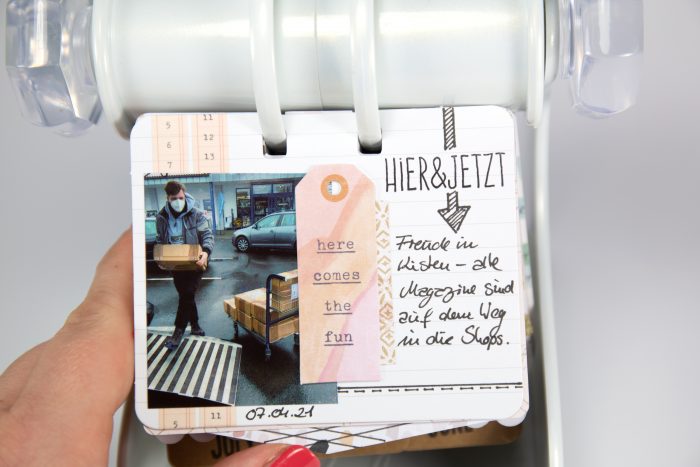 5
6
7
11
12
13
HIER&JETZT
here
comes
the
fun
Freude in
Kisten – alle
Magazine sind
auf dem Weg
in die Shops.
11
07.04.21